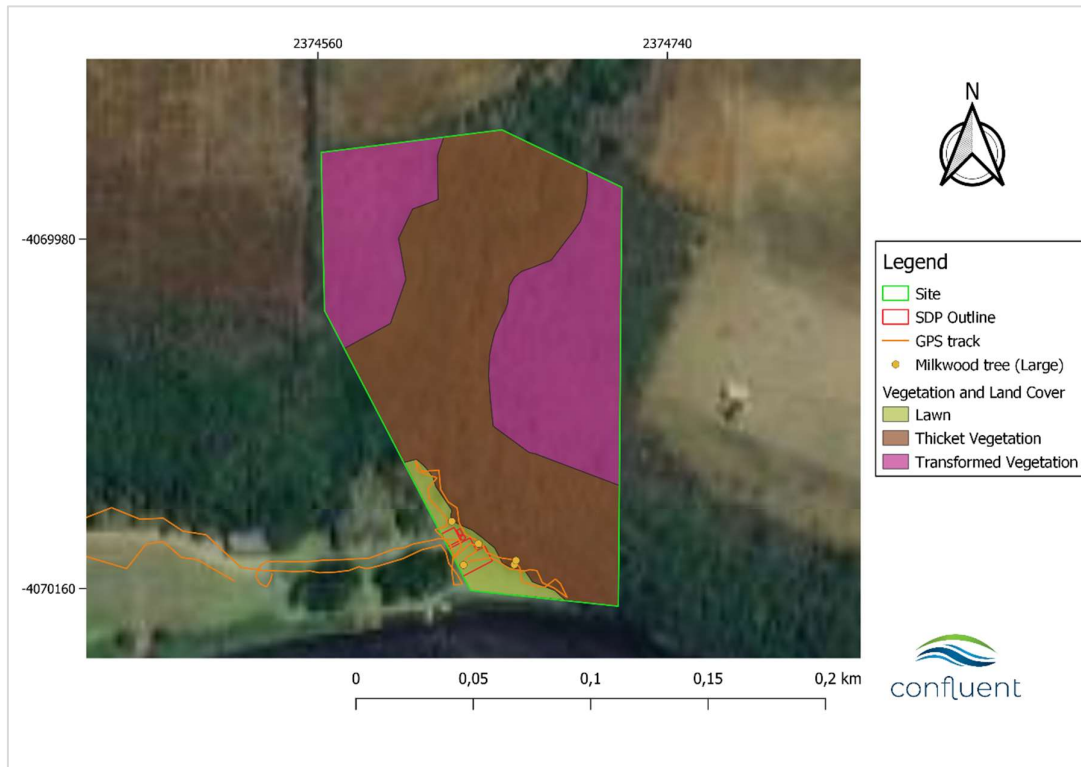 2374560
2374740
N
-4069980
-4070160
Legend
Site
SDP Outline
GPS track
Milkwood tree (Large)
Vegetation and Land Cover
Lawn
Thicket Vegetation
Transformed Vegetation
0
0,05
0,1
0,15
0,2 km
confluent